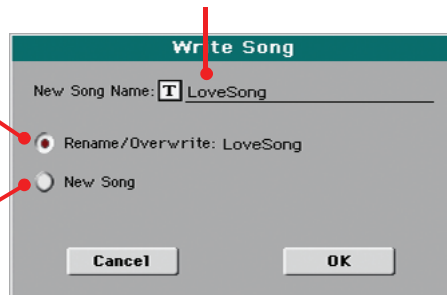 Write Song
New Song Name: T LoveSong
Rename/Overwrite: LoveSong
New Song
Cancel OK